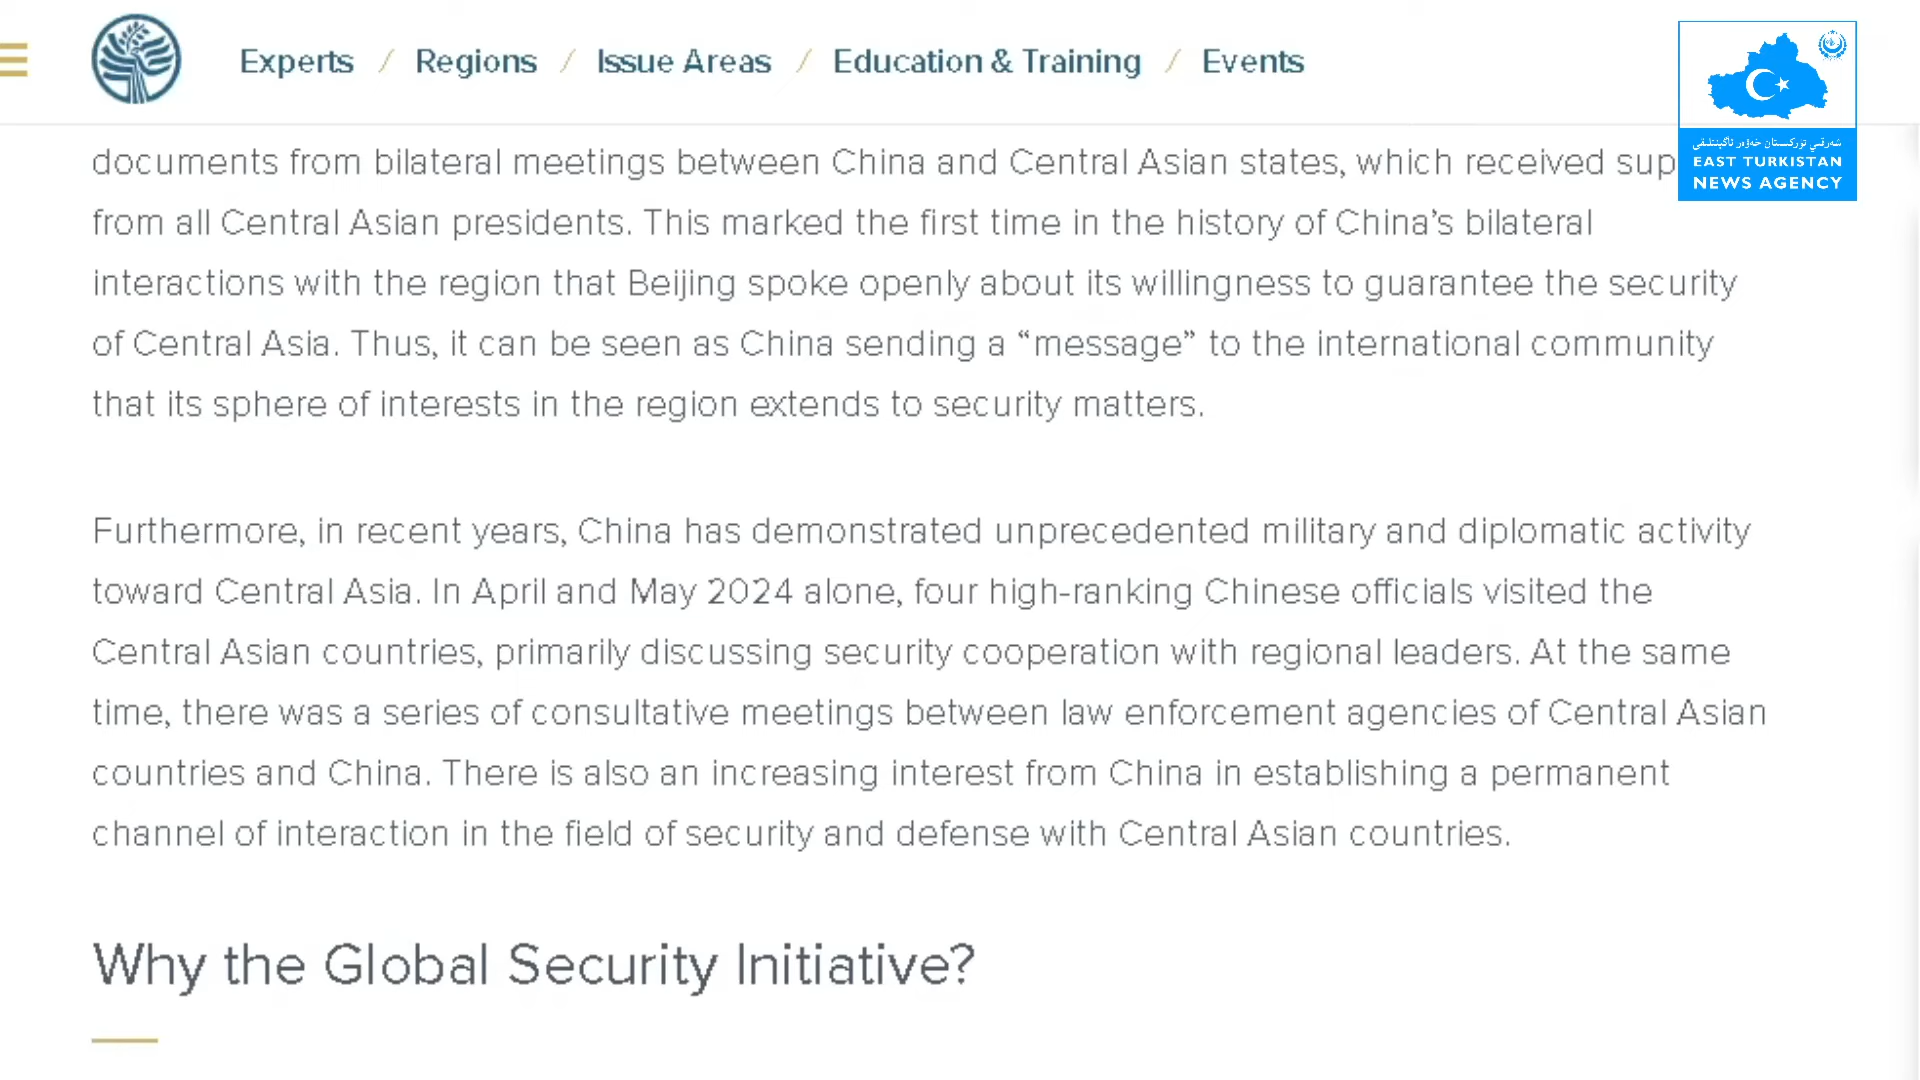 Experts / Regions / Issue Areas / Education & Training / Events
شەرقىي تۈركىستان خەۋەر ئاگېنتلىقى
EAST TURKISTAN
NEWS AGENCY
documents from bilateral meetings between China and Central Asian states, which received sup
from all Central Asian presidents. This marked the first time in the history of China’s bilateral
interactions with the region that Beijing spoke openly about its willingness to guarantee the security
of Central Asia. Thus, it can be seen as China sending a “message” to the international community
that its sphere of interests in the region extends to security matters.
Furthermore, in recent years, China has demonstrated unprecedented military and diplomatic activity
toward Central Asia. In April and May 2024 alone, four high-ranking Chinese officials visited the
Central Asian countries, primarily discussing security cooperation with regional leaders. At the same
time, there was a series of consultative meetings between law enforcement agencies of Central Asian
countries and China. There is also an increasing interest from China in establishing a permanent
channel of interaction in the field of security and defense with Central Asian countries.
Why the Global Security Initiative?